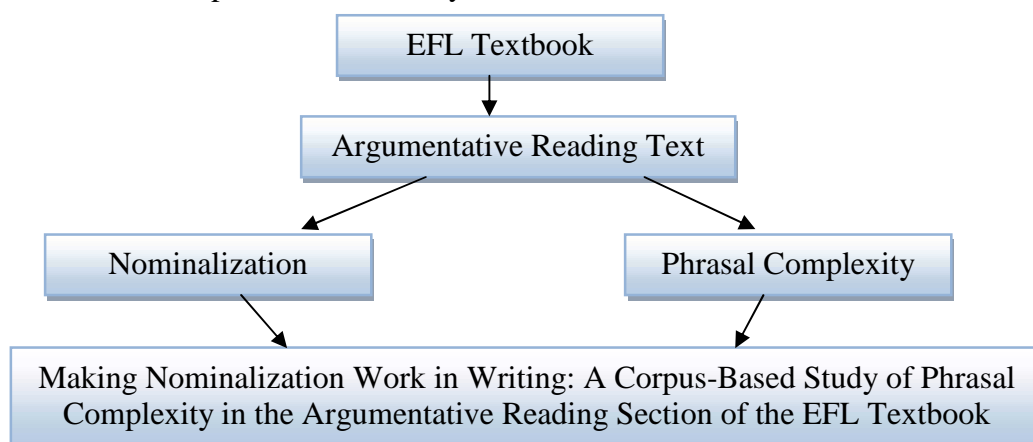 EFL Textbook
Argumentative Reading Text
Nominalization
Phrasal Complexity
Making Nominalization Work in Writing: A Corpus-Based Study of Phrasal
Complexity in the Argumentative Reading Section of the EFL Textbook